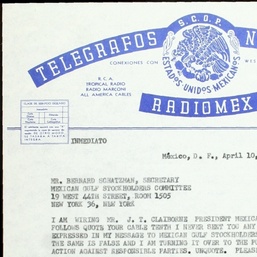 TELEGRAFOS N
S.C.O.P.
CONEXIONES CON
ESTADOS UNIDOS MEXICANOS
R.C.A.
TROPICAL RADIO
RADIO MARCONI
ALL AMERICA CABLES
RADIOMEX
INMEDIATO
México, D. F., April 10,
MR. BERNARD SCHATZMAN, SECRETARY
MEXICAN GULF STOCKHOLDERS COMMITTEE
19 WEST 44TH STREET, ROOM 1505
NEW YORK 36, NEW YORK
I AM WIRING MR. J. T. CLAIBORNE PRESIDENT MEXICA
FOLLOWS QUOTE YOUR CABLE TENTH I NEVER SENT YOU ANY
EXPRESSED IN MY MESSAGE TO MEXICAN GULF STOCKHOLDER
THE SAME IS FALSE AND I AM TURNING IT OVER TO THE PO
ACTION AGAINST RESPONSIBLE PARTIES. UNQUOTE. PLEAS